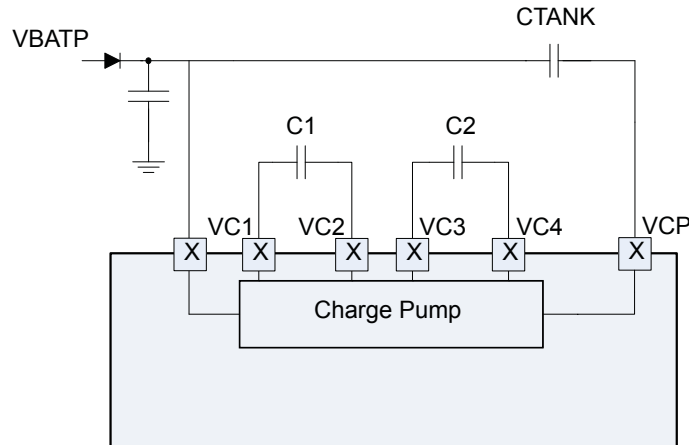 CTANK
VBATP
C1 C2
VC1 VC2 VC3 VC4 VCP
X X X X X X
Charge Pump